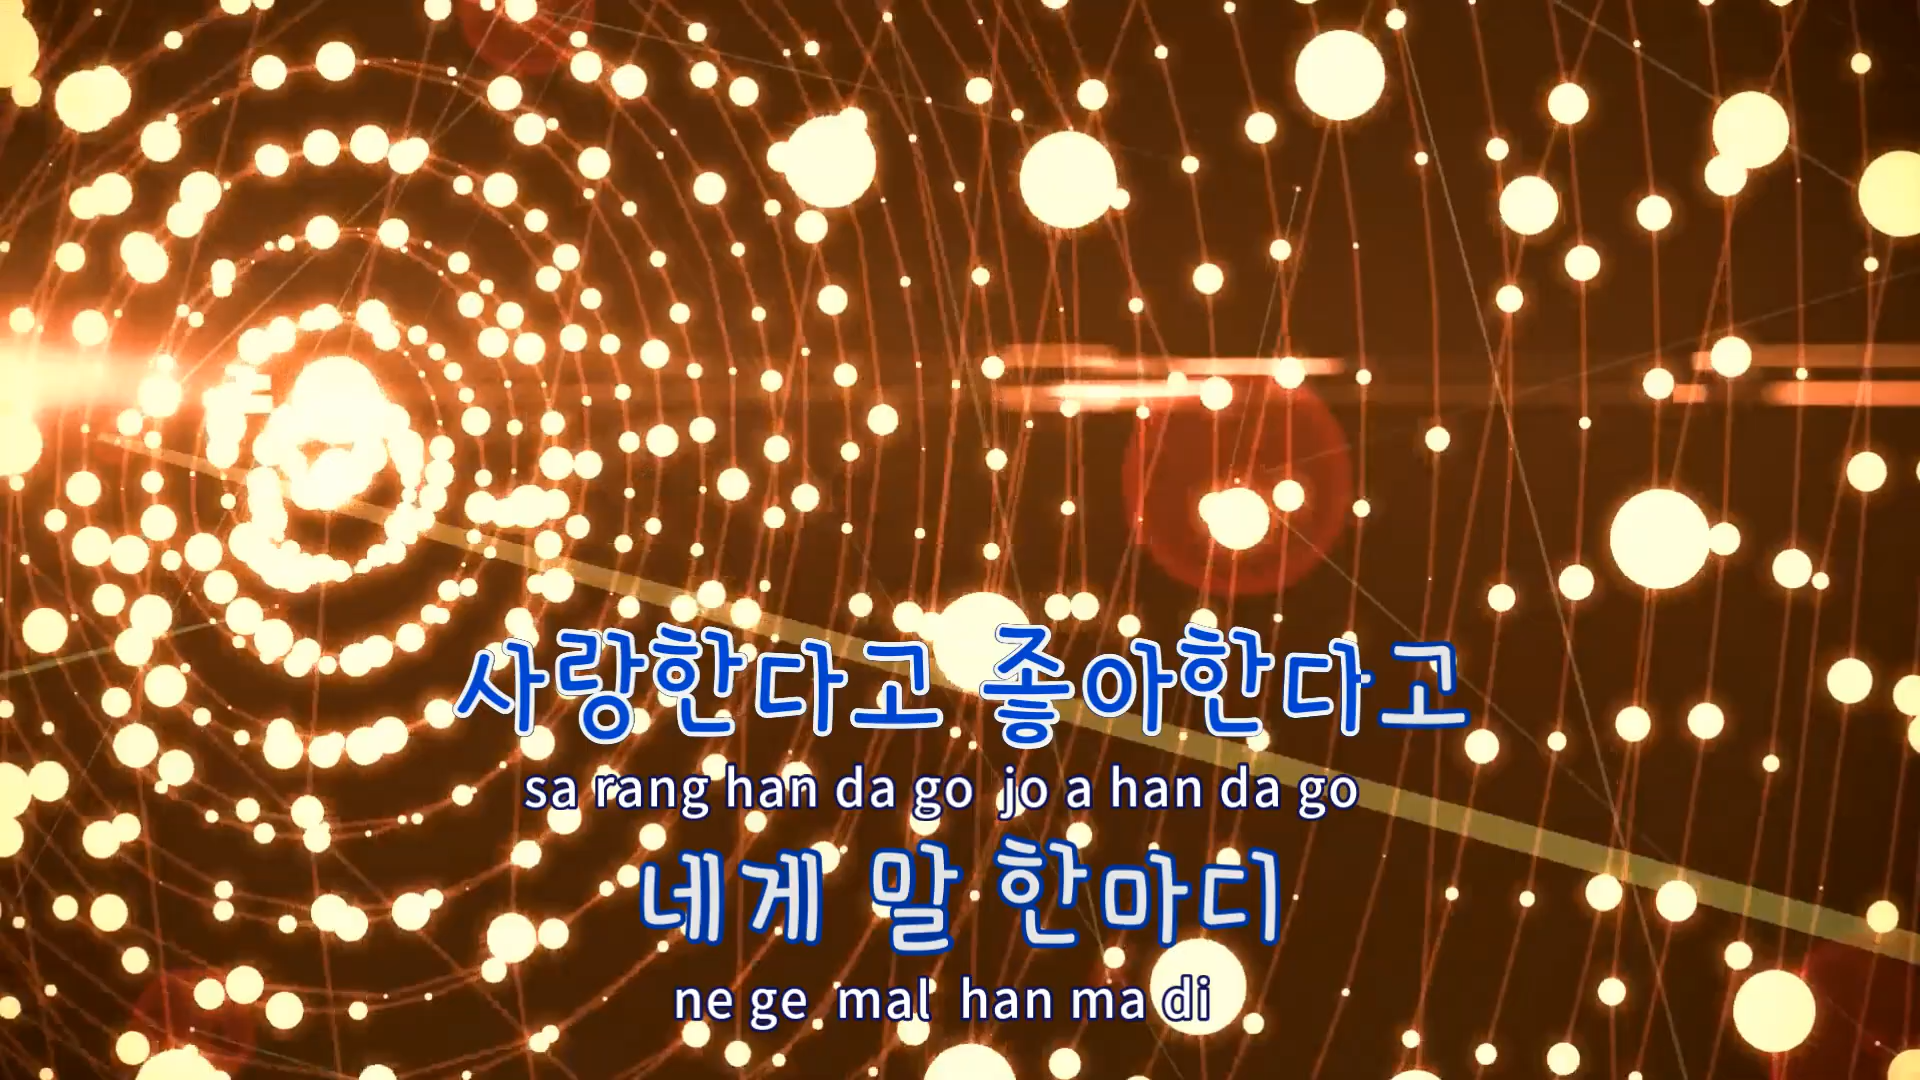 사랑한다고 좋아한다고
sa rang han da go jo a han da go
네게 말 한마디
ne ge mal han ma di